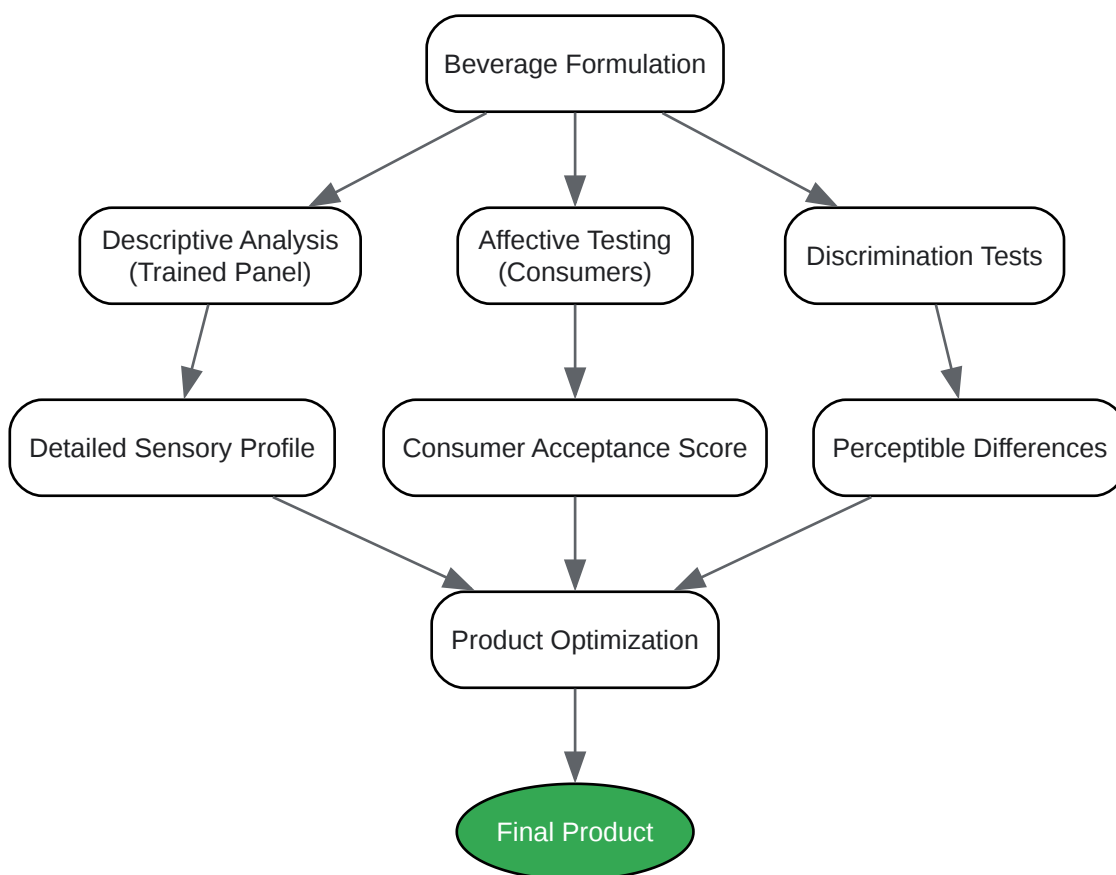 Beverage Formulation
Descriptive Analysis
(Trained Panel)
Affective Testing
(Consumers)
Discrimination Tests
Detailed Sensory Profile
Consumer Acceptance Score
Perceptible Differences
Product Optimization
Final Product